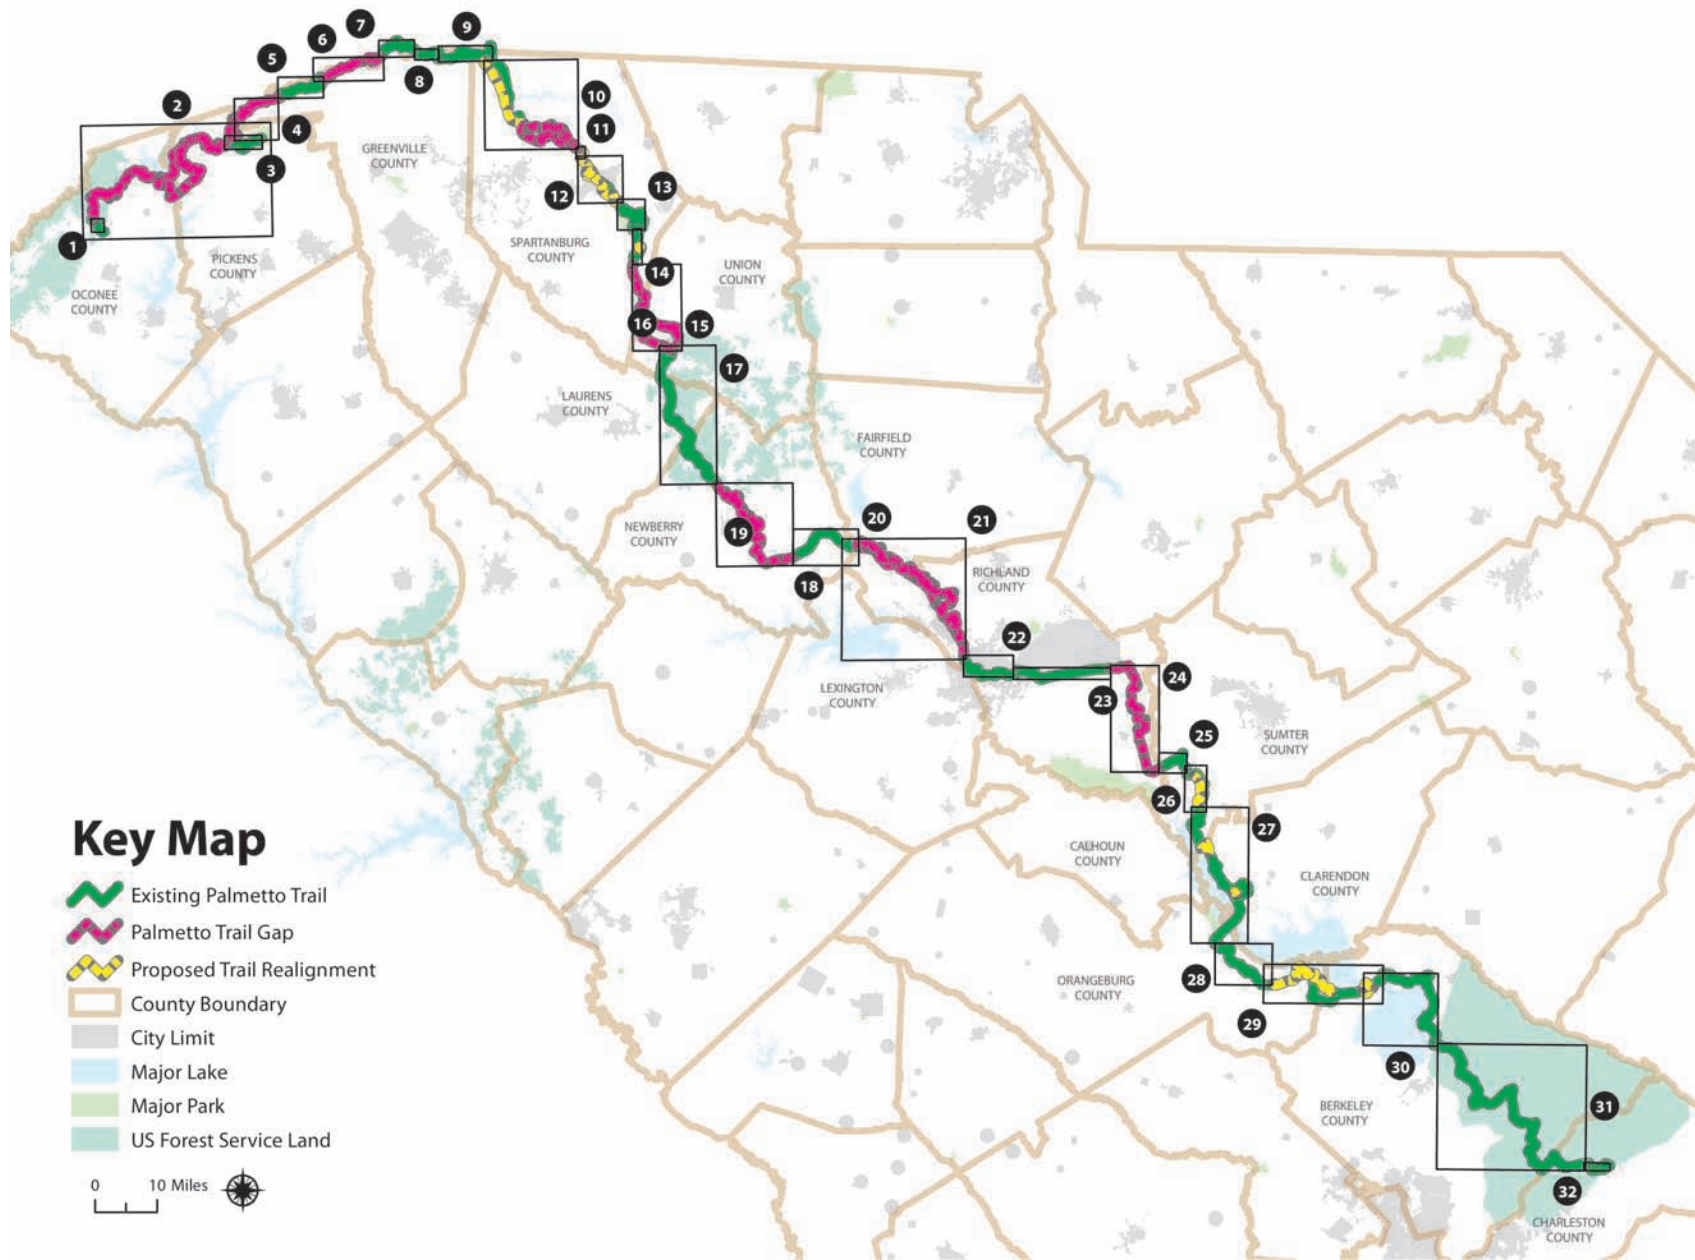 7
9
6
5
8
2
10
4
11
GREENVILLE
COUNTY
3
13
12
1
SPARTANBURG
COUNTY
PICKENS
COUNTY
UNION
COUNTY
14
OCONEE
COUNTY
16
15
17
LAURENS
COUNTY
FAIRFIELD
COUNTY
20
21
NEWBERRY
COUNTY
19
18
RICHLAND
COUNTY
22
24
LEXINGTON
COUNTY
23
25
SUMTER
COUNTY
26
27
Key Map
CALHOUN
COUNTY
CLARENDON
COUNTY
Existing Palmetto Trail
Palmetto Trail Gap
Proposed Trail Realignment
County Boundary
City Limit
Major Lake
Major Park
US Forest Service Land
0 10 Miles
28
ORANGEBURG
COUNTY
29
30
31
BERKELEY
COUNTY
32
CHARLESTON
COUNTY